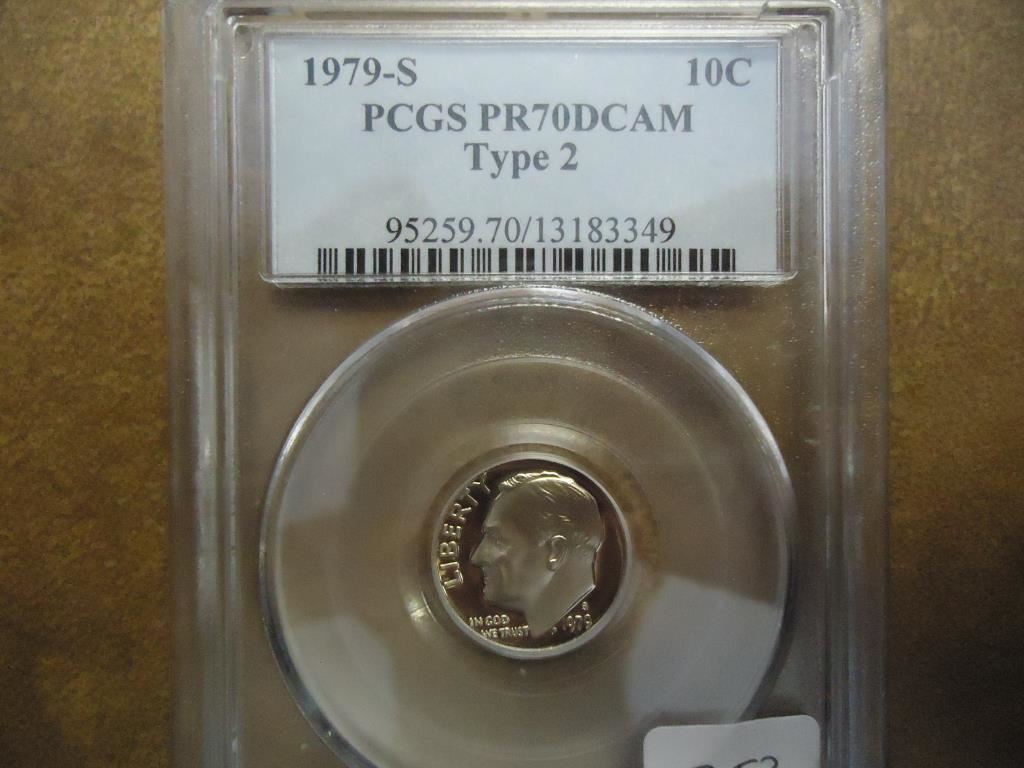 1979-S 10C
PCGS PR70DCAM
Type 2
95259.70/13183349
LIBERTY
IN GOD
WE TRUST
S
1979